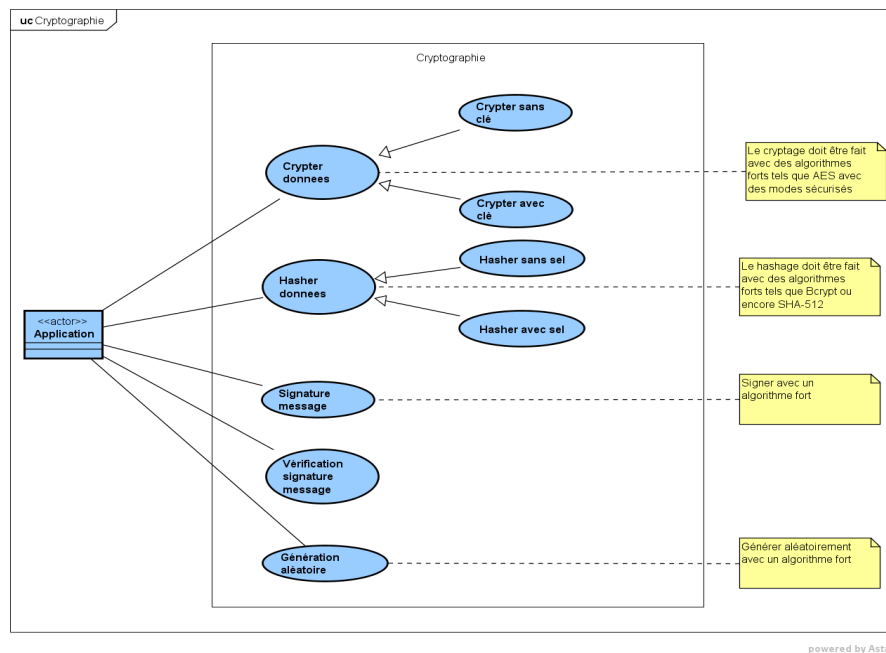 uc Cryptographie
Cryptographie
Crypter sans
clé
Crypter
donnees
Crypter avec
clé
Le cryptage doit être fait
avec des algorithmes
forts tels que AES avec
des modes sécurisés
Hasher sans sel
Hasher
donnees
Hasher avec sel
Le hashage doit être fait
avec des algorithmes
forts tels que Bcrypt ou
encore SHA-512
<<actor>>
Application
Signature
message
Signer avec un
algorithme fort
Vérification
signature
message
Génération
aléatoire
Générer aléatoirement
avec un algorithme fort
powered by Asta